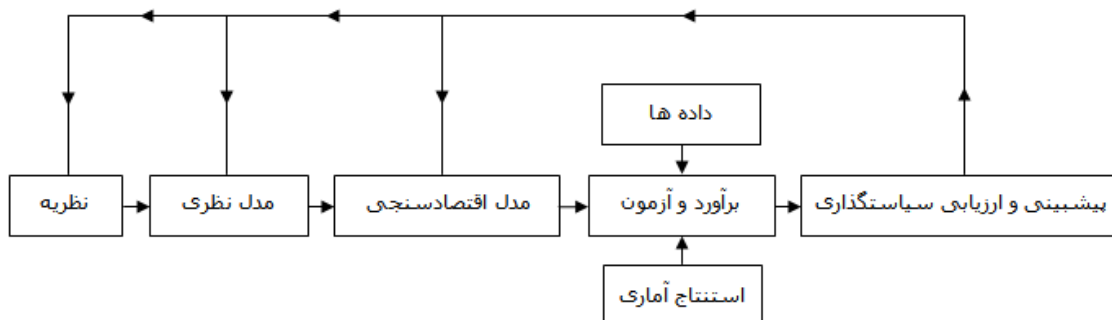 داده ها
نظریه
مدل نظری
مدل اقتصادسنجی
برآورد و آزمون
پیشبینی و ارزیابی سیاستگذاری
استنتاج آماری